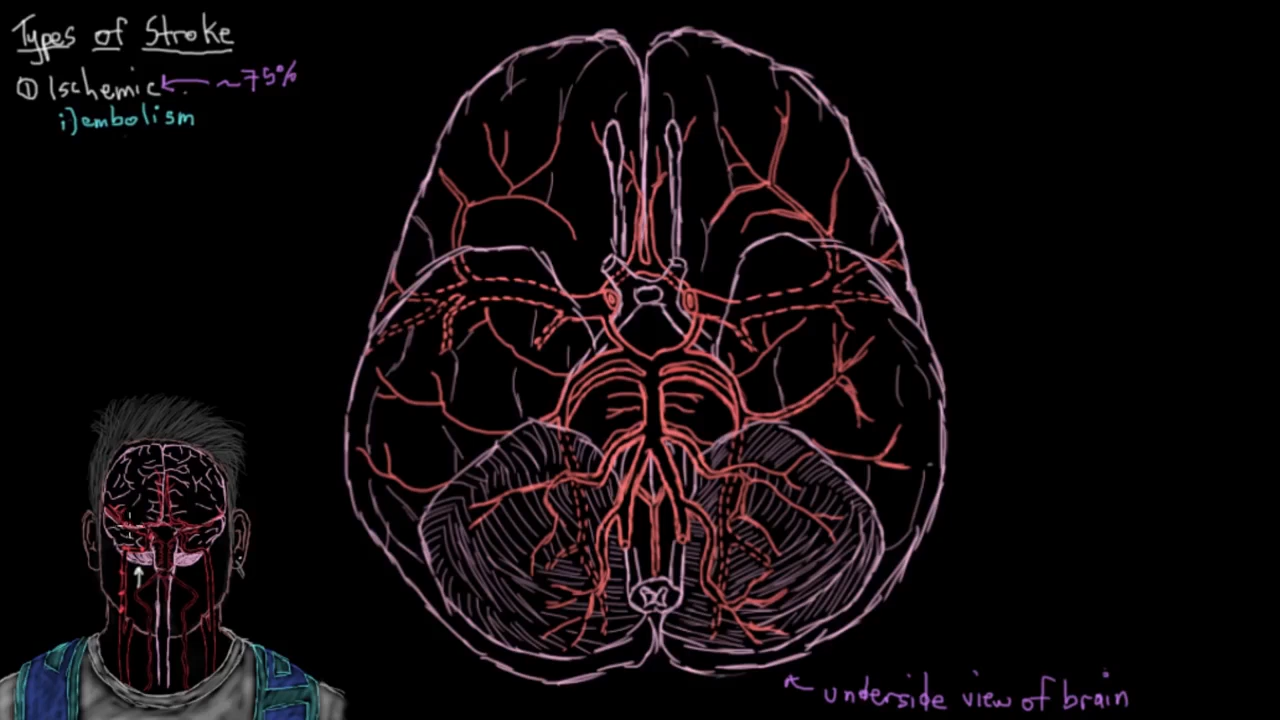 Types of Stroke
① Ischemic ← ~75%
i) embolism
underside view of brain